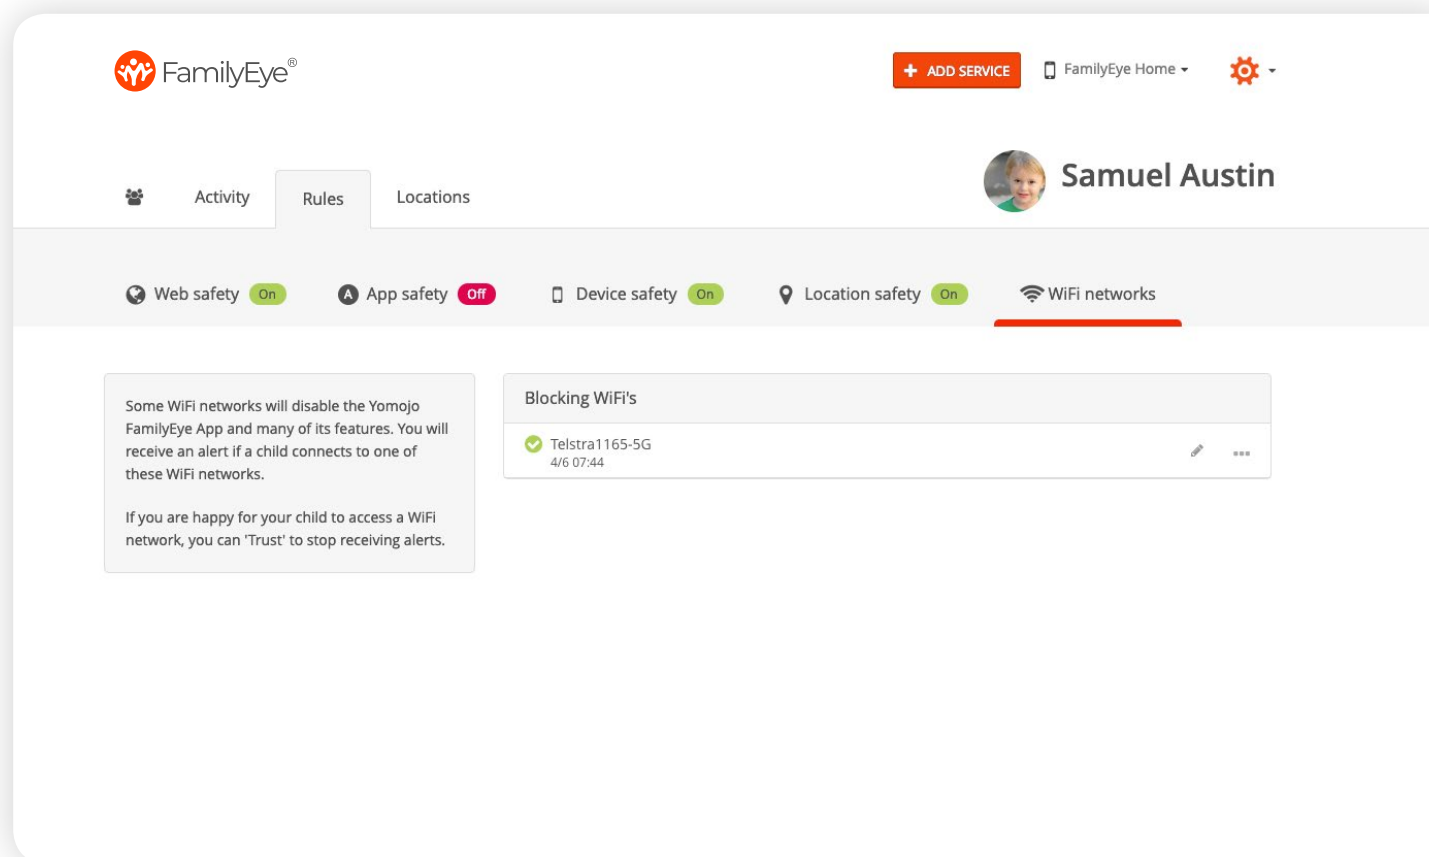 FamilyEye®
+ ADD SERVICE
FamilyEye Home
Samuel Austin
Activity
Rules
Locations
Web safety On
A App safety Off
Device safety On
Location safety On
WiFi networks
Some WiFi networks will disable the Yomojo
FamilyEye App and many of its features. You will
receive an alert if a child connects to one of
these WiFi networks.
If you are happy for your child to access a WiFi
network, you can 'Trust' to stop receiving alerts.
Blocking WiFi's
Telstra1165-5G
4/6 07:44